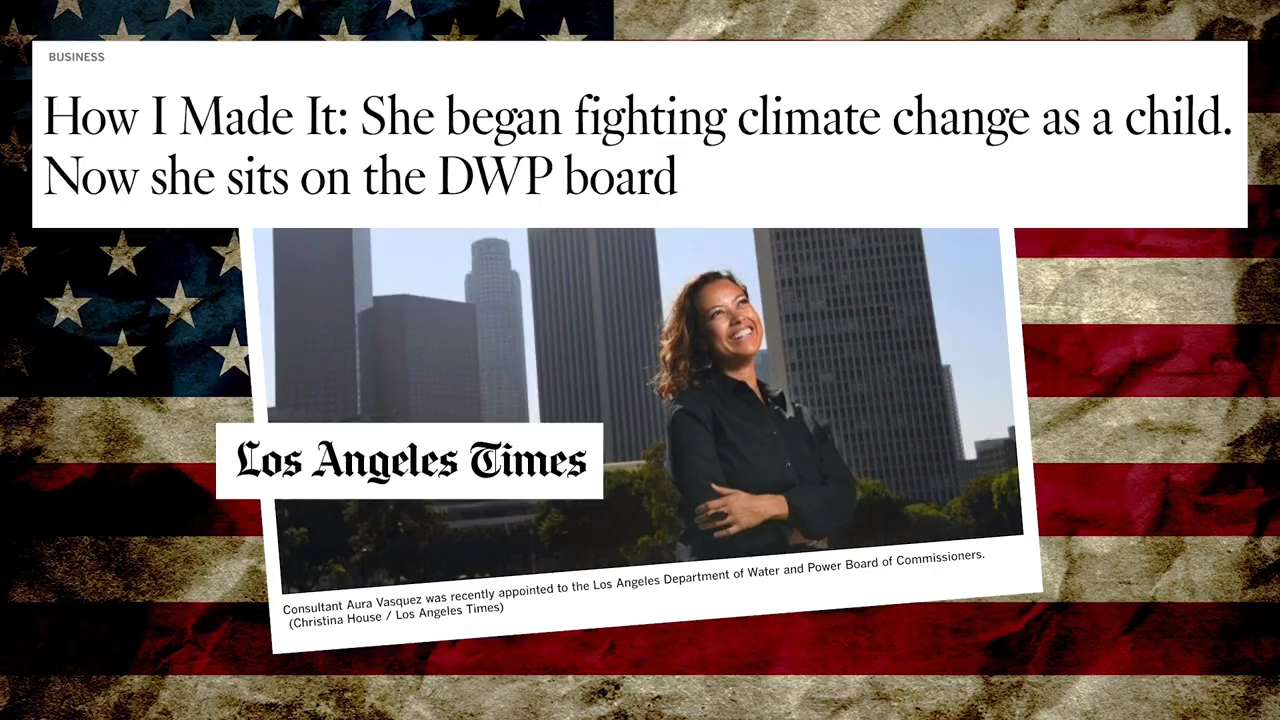 BUSINESS
How I Made It: She began fighting climate change as a child.
Now she sits on the DWP board
Los Angeles Times
Consultant Aura Vasquez was recently appointed to the Los Angeles Department of Water and Power Board of Commissioners.
(Christina House / Los Angeles Times)